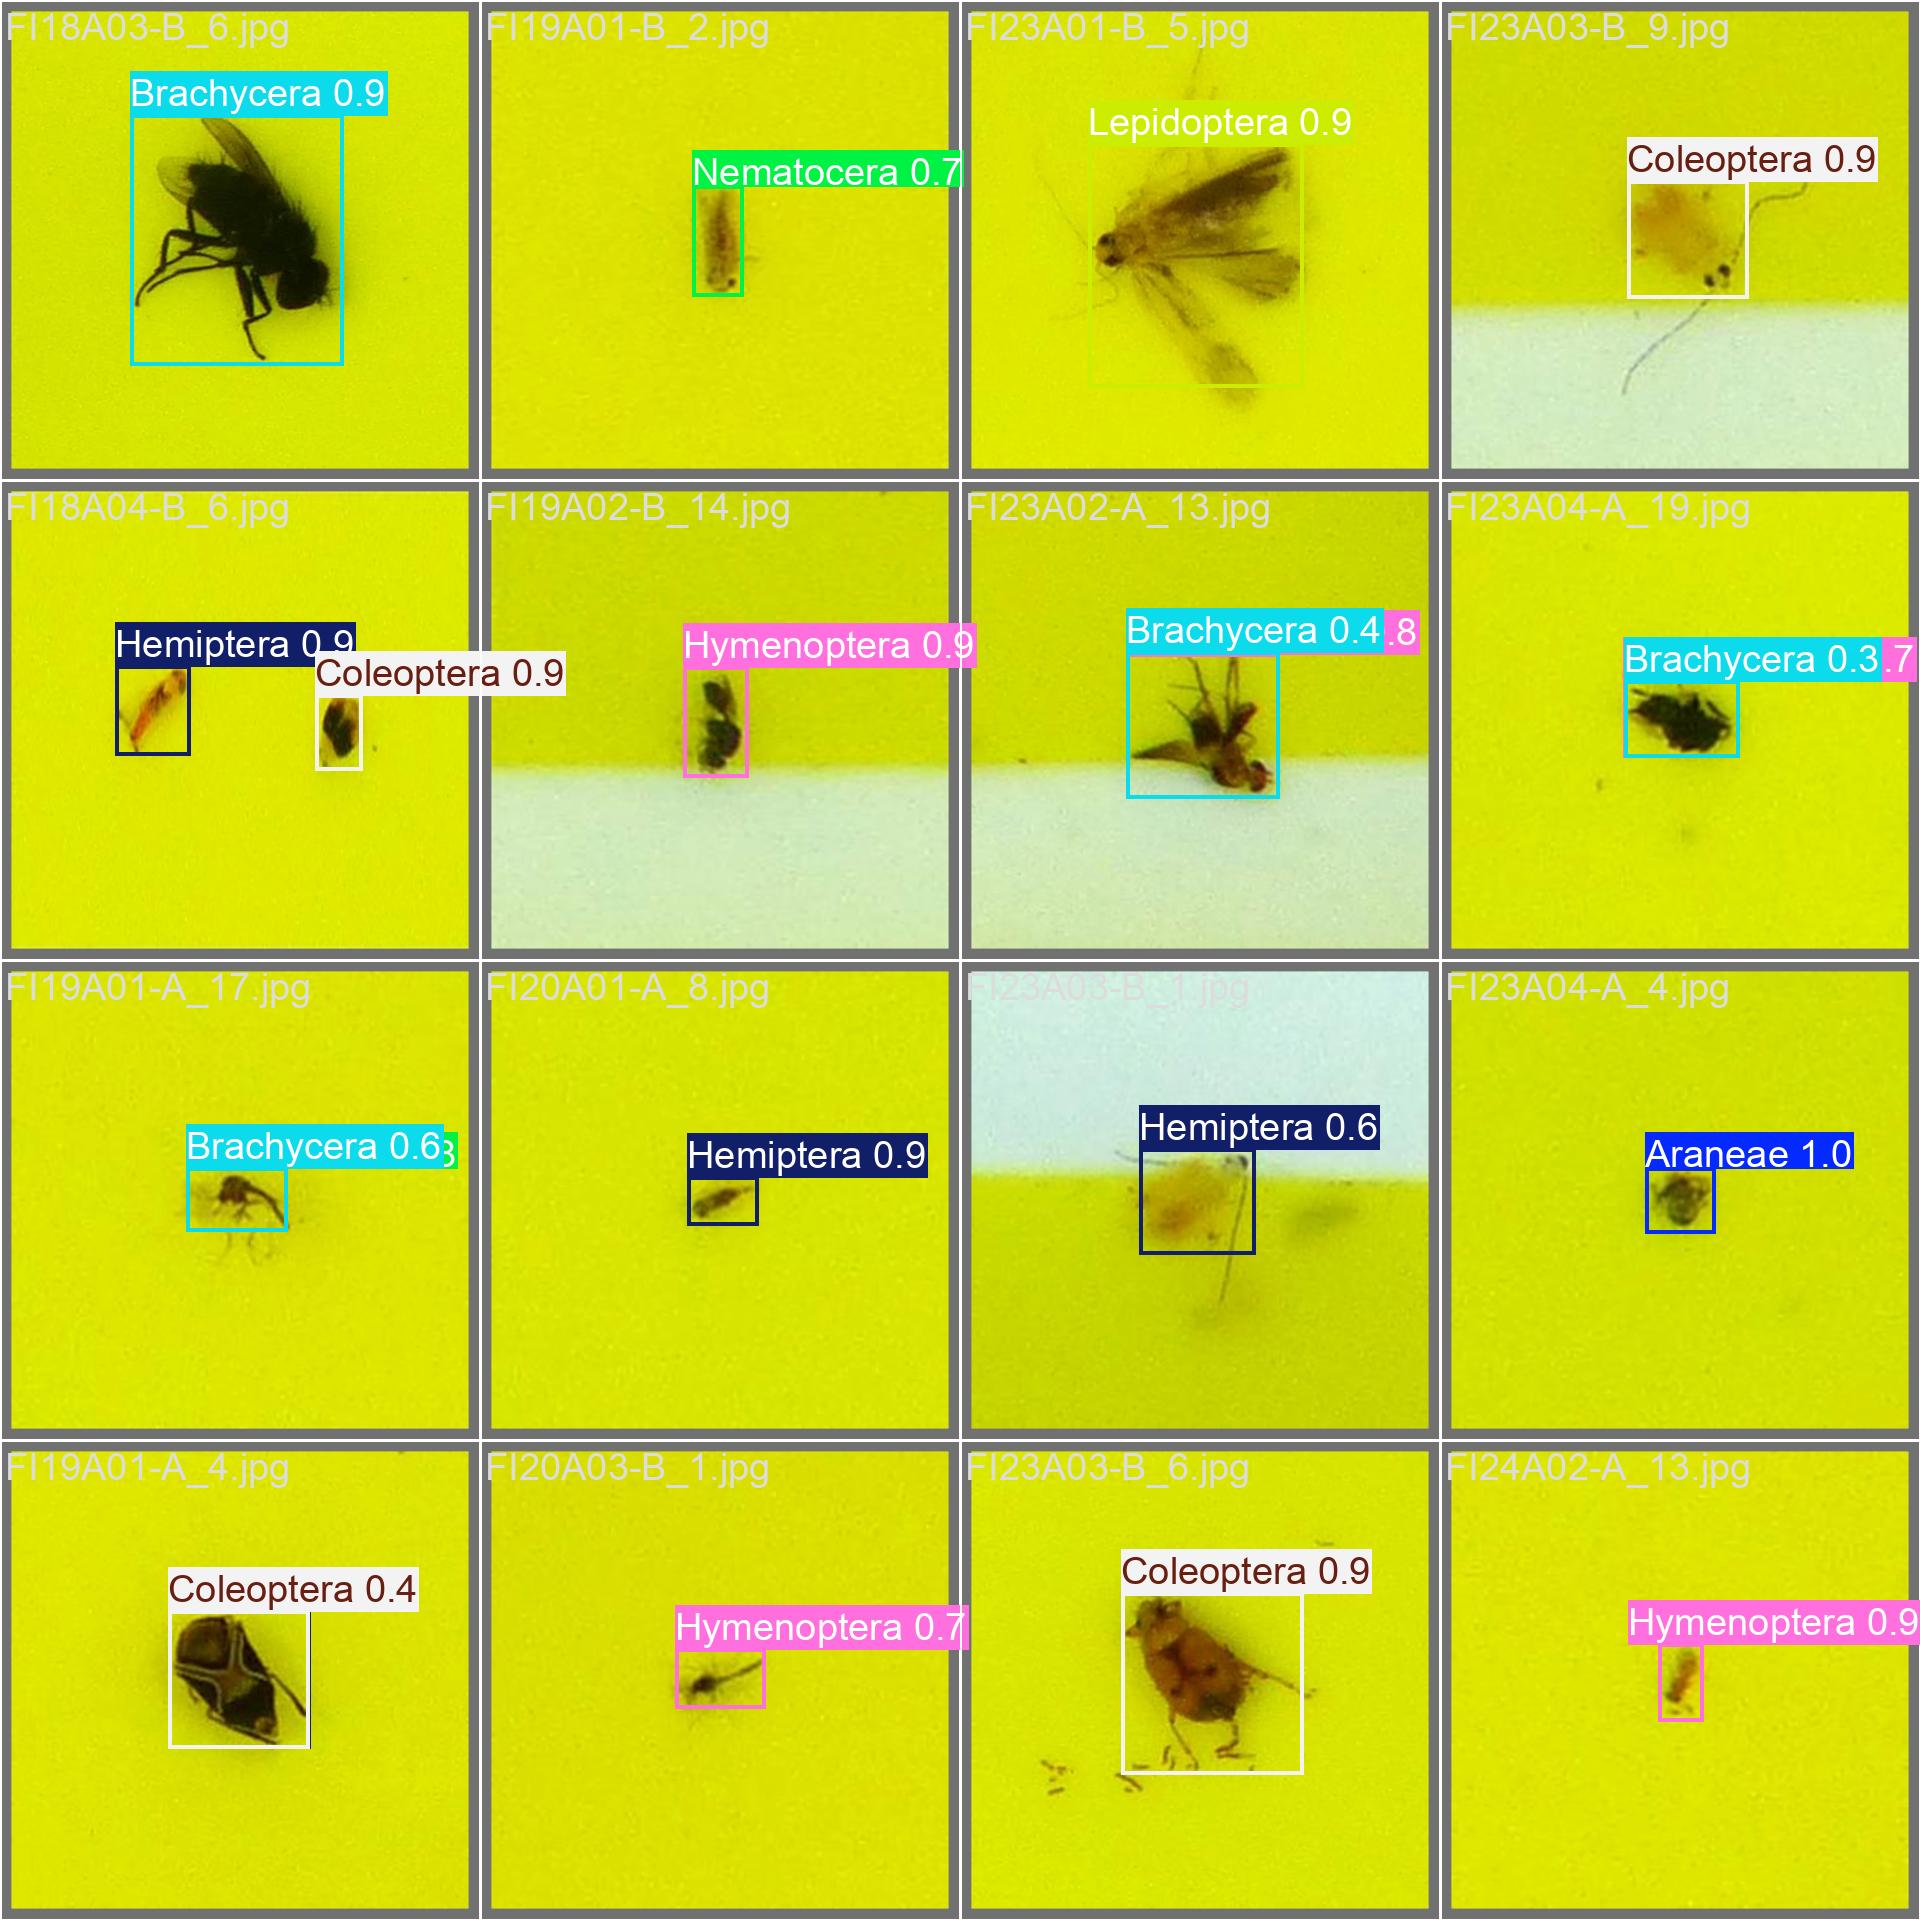 FI18A03-B_6.jpg
Brachycera 0.9
FI19A01-B_2.jpg
Nematocera 0.7
FI23A01-B_5.jpg
Lepidoptera 0.9
FI23A03-B_9.jpg
Coleoptera 0.9
FI18A04-B_6.jpg
Hemiptera 0.9
Coleoptera 0.9
FI19A02-B_14.jpg
Hymenoptera 0.9
FI23A02-A_13.jpg
Brachycera 0.4 .8
FI23A04-A_19.jpg
Brachycera 0.3 .7
FI19A01-A_17.jpg
Brachycera 0.6
FI20A01-A_8.jpg
Hemiptera 0.9
FI23A03-B_1.jpg
Hemiptera 0.6
FI23A04-A_4.jpg
Araneae 1.0
FI19A01-A_4.jpg
Coleoptera 0.4
FI20A03-B_1.jpg
Hymenoptera 0.7
FI23A03-B_6.jpg
Coleoptera 0.9
FI24A02-A_13.jpg
Hymenoptera 0.9